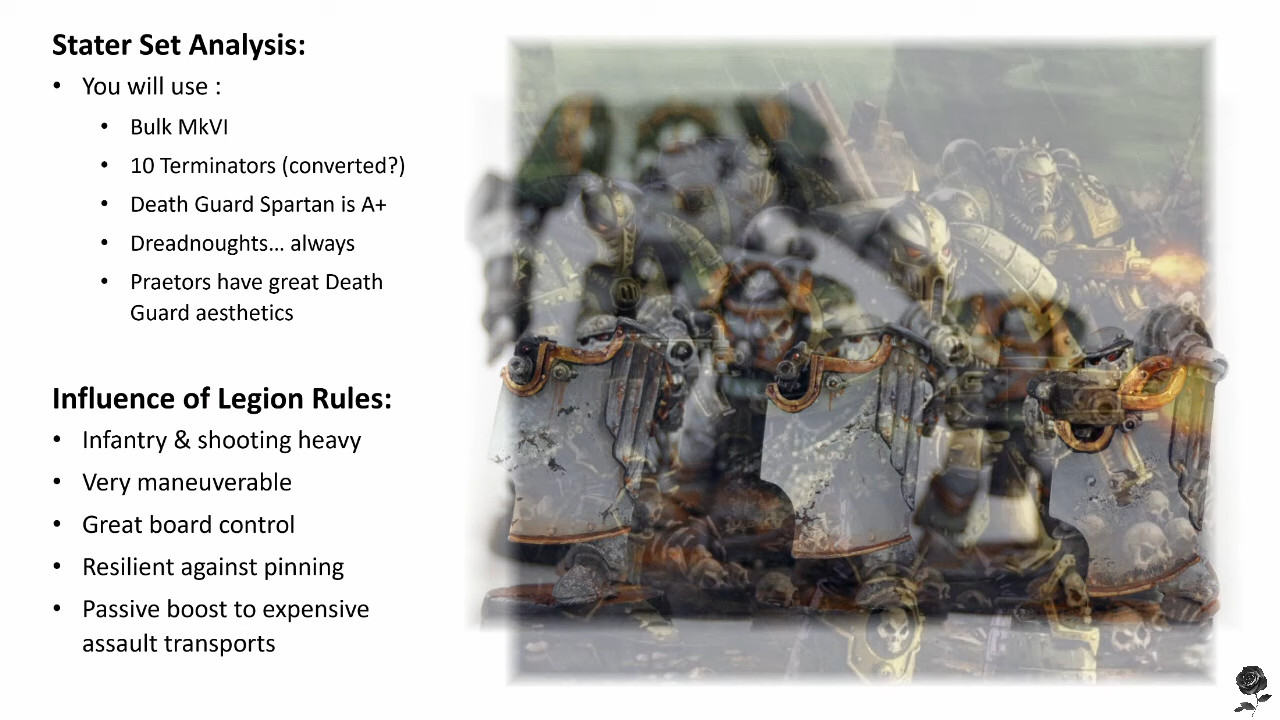 Stater Set Analysis:
• You will use :
• Bulk MkVI
• 10 Terminators (converted?)
• Death Guard Spartan is A+
• Dreadnoughts... always
• Praetors have great Death
Guard aesthetics
Influence of Legion Rules:
• Infantry & shooting heavy
• Very maneuverable
• Great board control
• Resilient against pinning
• Passive boost to expensive
assault transports